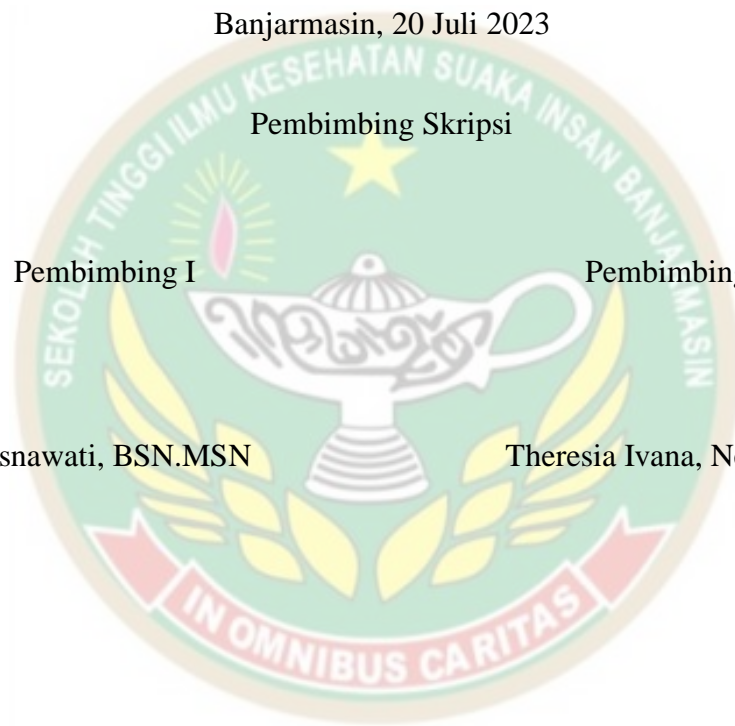 Banjarmasin, 20 Juli 2023
SEKOLAH TINGGI ILMU KESEHATAN SUAKA INSAN BANJARMASIN
Pembimbing Skripsi
Pembimbing I
Pembimbing
snawati, BSN.MSN
Theresia Ivana,
IN OMNIBUS CARITAS